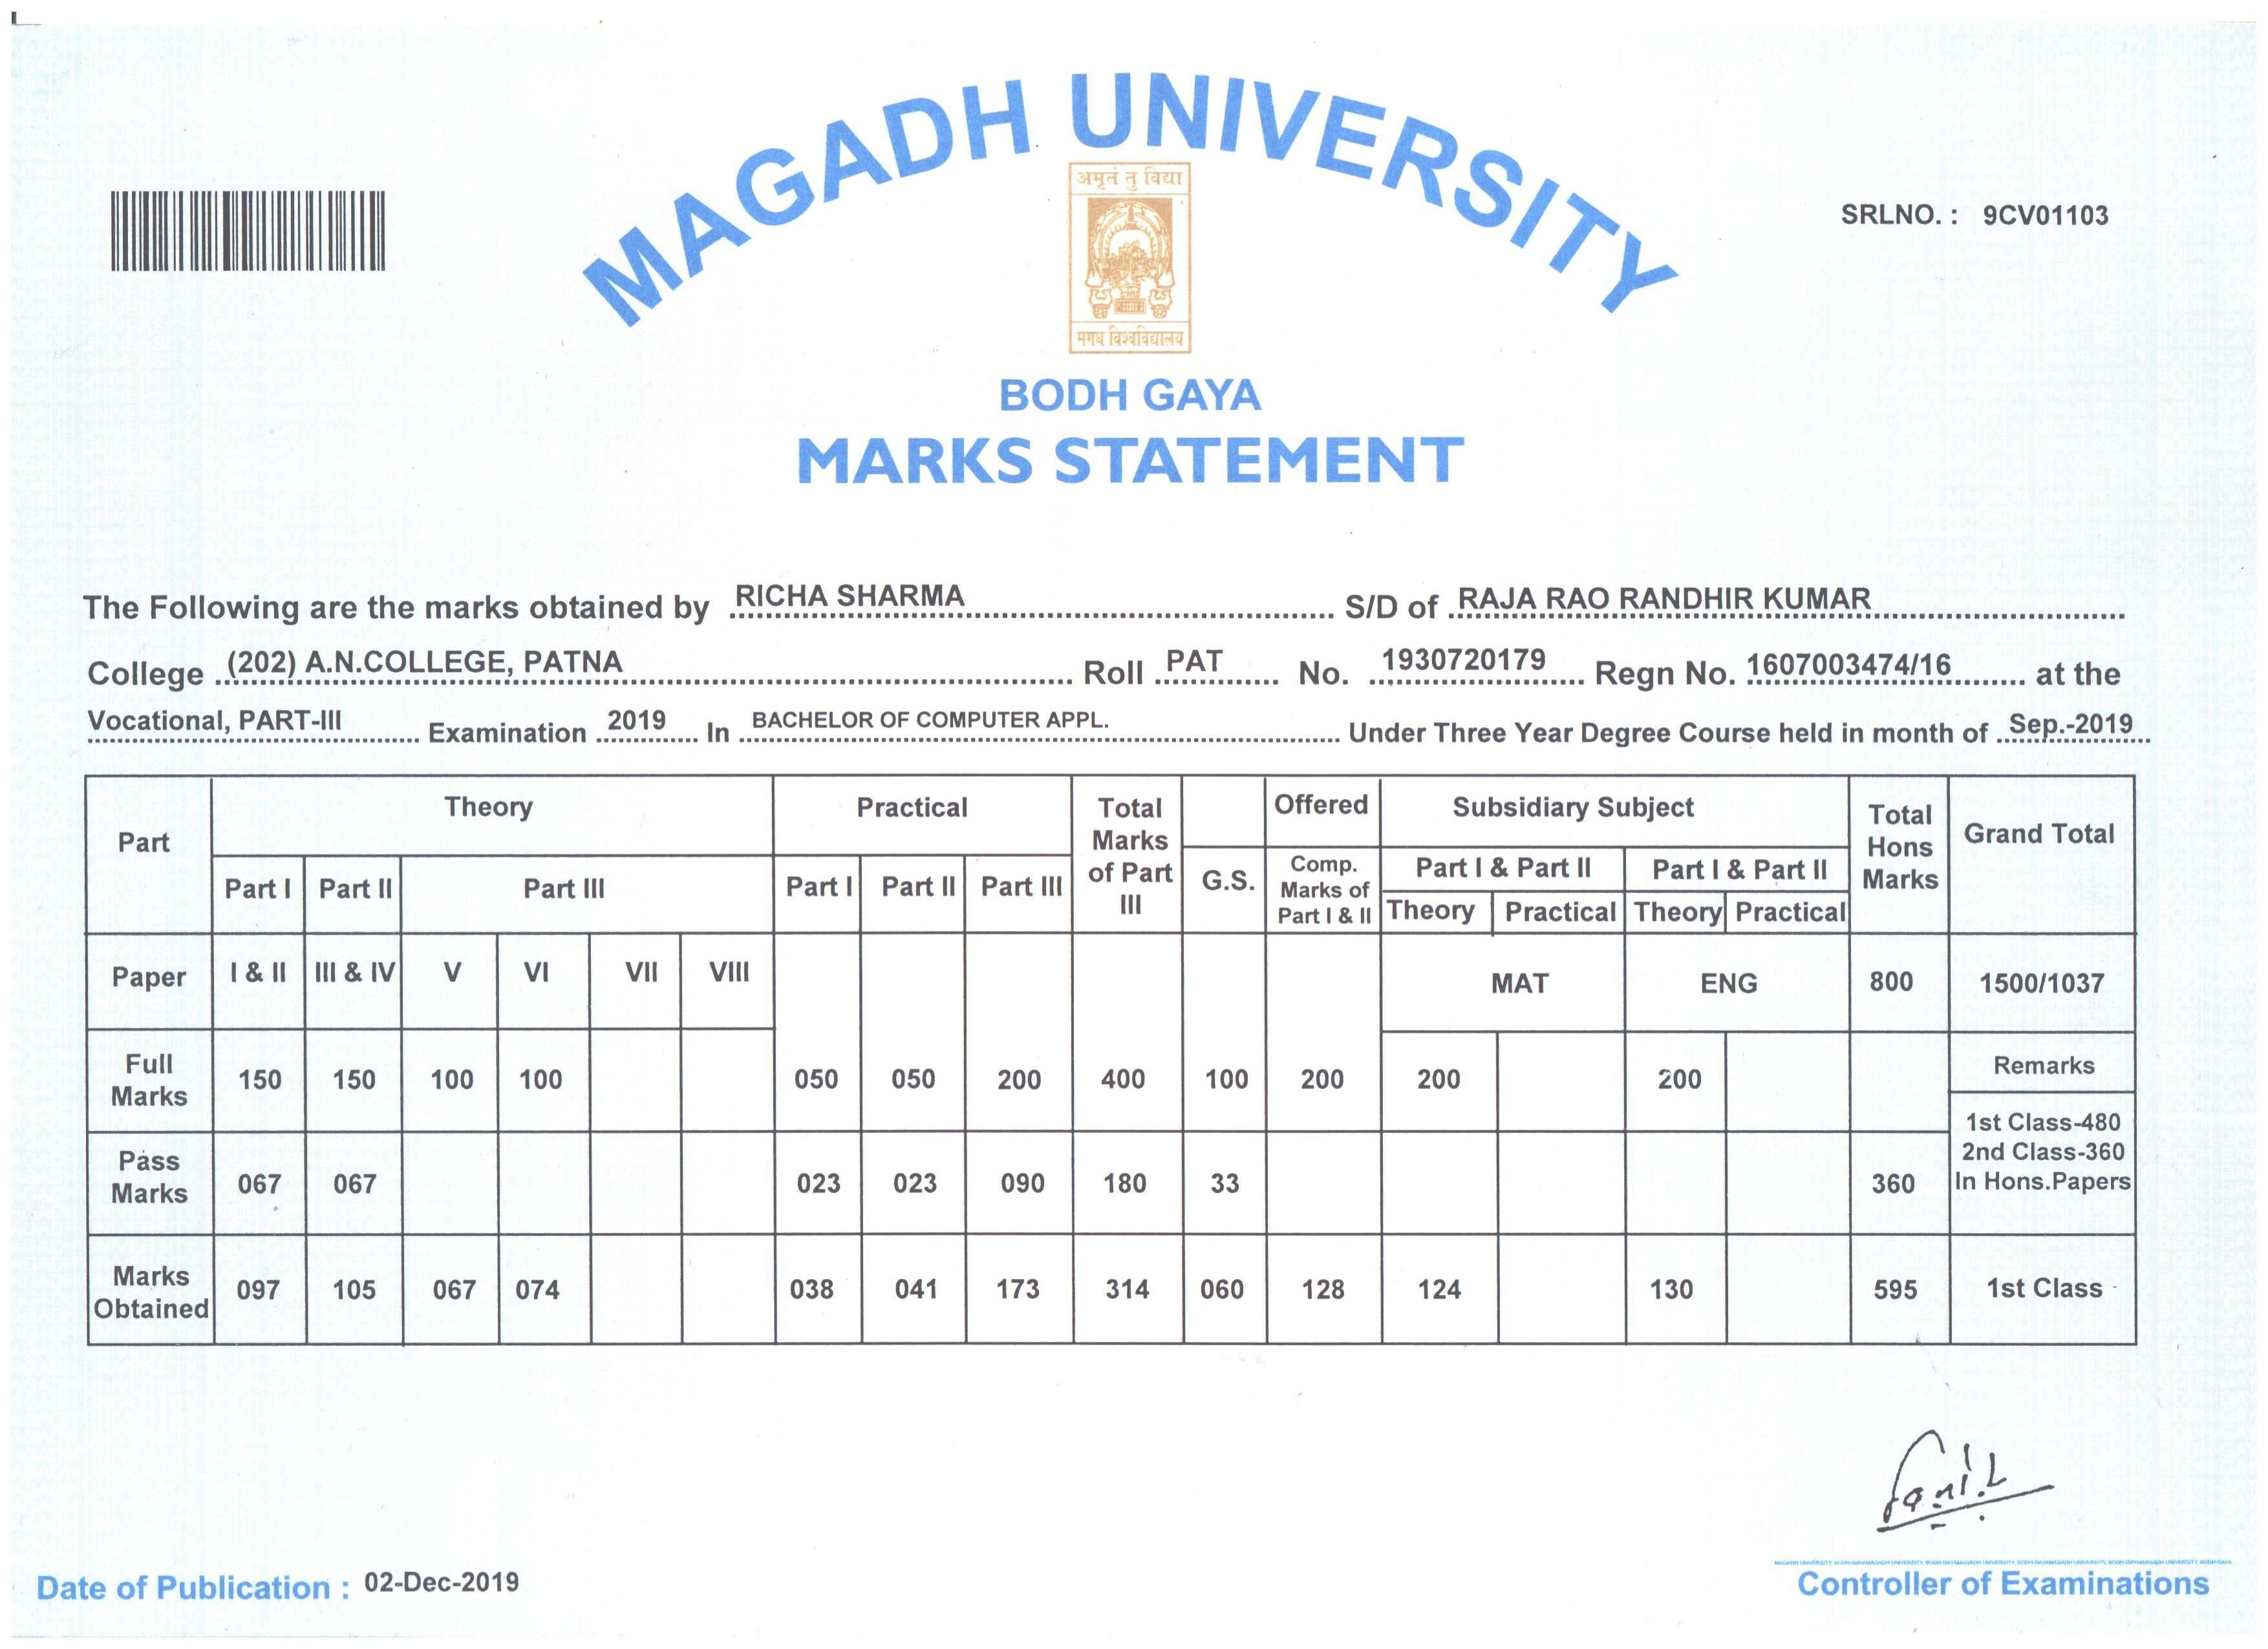 MAGADH UNIVERSITY
अमृतं तु विद्या
मगध विश्वविद्यालय
SRLNO. : 9CV01103
BODH GAYA
MARKS STATEMENT
The Following are the marks obtained by RICHA SHARMA S/D of RAJA RAO RANDHIR KUMAR
College (202) A.N.COLLEGE, PATNA Roll PAT No. 1930720179 Regn No. 1607003474/16 at the
Vocational, PART-III Examination 2019 In BACHELOR OF COMPUTER APPL. Under Three Year Degree Course held in month of Sep.-2019
Part Theory Practical Total Marks of Part III Offered Subsidiary Subject Total Hons Marks Grand Total
Part I Part II Part III Part I Part II Part III G.S. Comp. Marks of Part I & II Part I & Part II Part I & Part II
Theory Practical Theory Practical
Paper I & II III & IV V VI VII VIII MAT ENG 800 1500/1037
Full Marks 150 150 100 100 050 050 200 400 100 200 200 200 Remarks
1st Class-480
2nd Class-360
In Hons.Papers
Pass Marks 067 067 023 023 090 180 33 360
Marks Obtained 097 105 067 074 038 041 173 314 060 128 124 130 595 1st Class
Date of Publication : 02-Dec-2019
Controller of Examinations